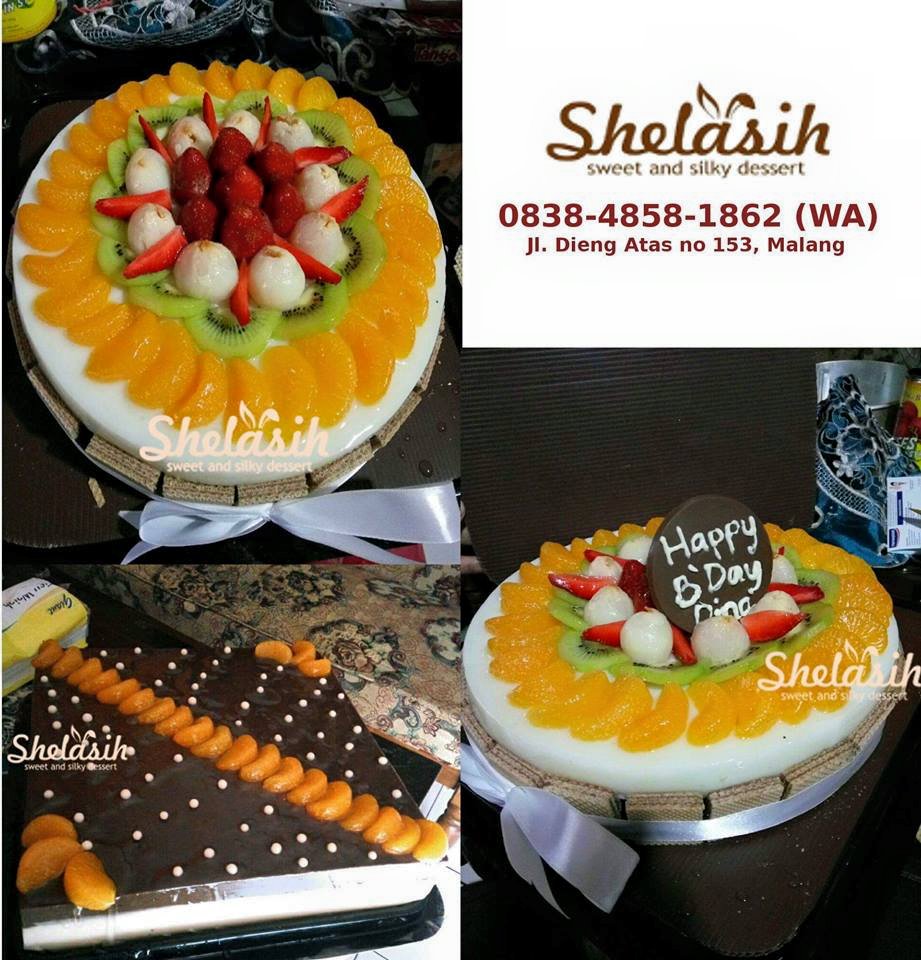 Tango
Shelasih
sweet and silky dessert
0838-4858-1862 (WA)
Jl. Dieng Atas no 153, Malang
Shelasih
sweet and silky dessert
Happy
B'Day
Shelasih
sweet and silky dessert
Shelasih
sweet and silky dessert